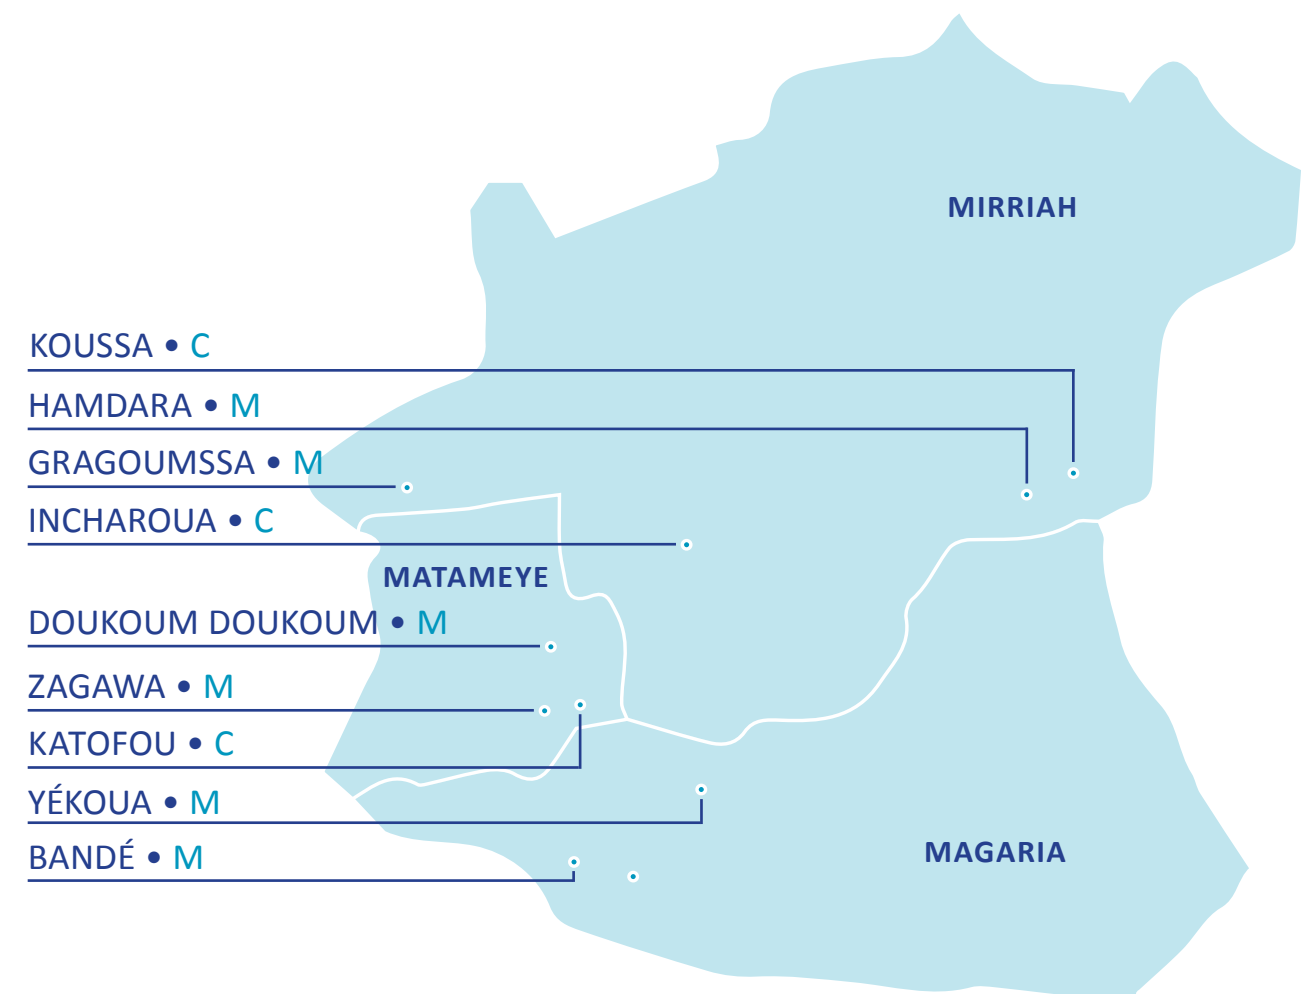 MIRRIAH
KOUSSA • C
HAMDARA • M
GRAGOUMSSA • M
INCHAROUA • C
MATAMEYE
DOUKOUM DOUKOUM • M
ZAGAWA • M
KATOFOU • C
YÉKOUA • M
MAGARIA
BANDÉ • M